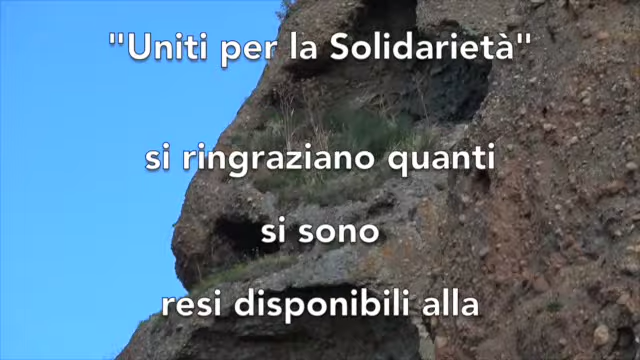 "Uniti per la Solidarietà"
si ringraziano quanti
si sono
resi disponibili alla